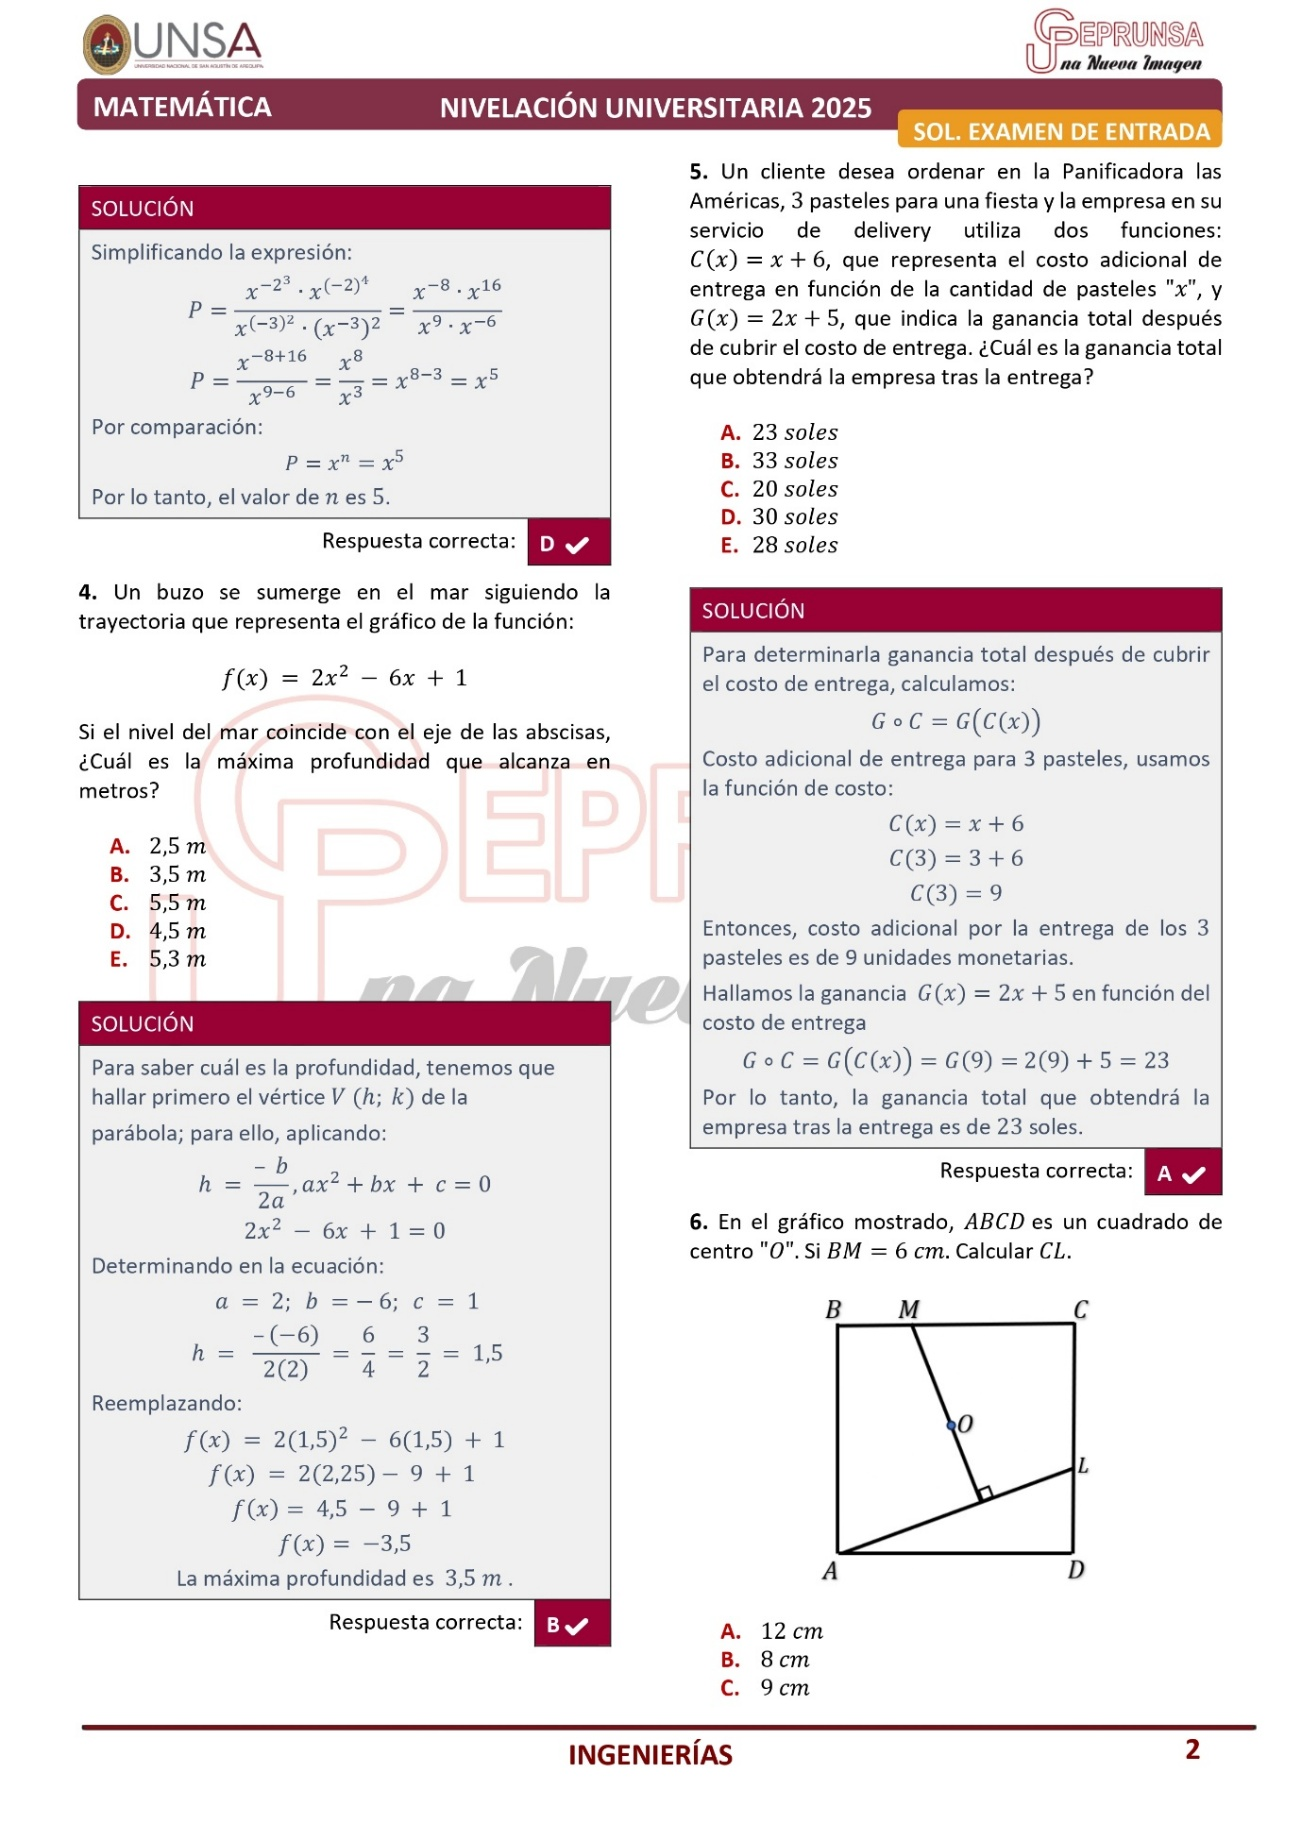 UNSA
UNIVERSIDAD NACIONAL DE SAN AGUSTÍN DE AREQUIPA
CEPRUNSA
Una Nueva Imagen
MATEMÁTICA
NIVELACIÓN UNIVERSITARIA 2025
SOL. EXAMEN DE ENTRADA
SOLUCIÓN
Simplificando la expresión:
P = \frac{x^{-2^3} · x^{(-2)^4}}{x^{(-3)^2} · (x^{-3})^2} = \frac{x^{-8} · x^{16}}{x^9 · x^{-6}}
P = \frac{x^{-8+16}}{x^{9-6}} = \frac{x^8}{x^3} = x^{8-3} = x^5
Por comparación:
P = x^n = x^5
Por lo tanto, el valor de n es 5.
Respuesta correcta: D ✓
4. Un buzo se sumerge en el mar siguiendo la
trayectoria que representa el gráfico de la función:
f(x) = 2x² − 6x + 1
Si el nivel del mar coincide con el eje de las abscisas,
¿Cuál es la máxima profundidad que alcanza en
metros?
A. 2,5 m
B. 3,5 m
C. 5,5 m
D. 4,5 m
E. 5,3 m
SOLUCIÓN
Para saber cuál es la profundidad, tenemos que
hallar primero el vértice V (h; k) de la
parábola; para ello, aplicando:
h = \frac{− b}{2a}, ax² + bx + c = 0
2x² − 6x + 1 = 0
Determinando en la ecuación:
a = 2; b = − 6; c = 1
h = \frac{−(−6)}{2(2)} = \frac{6}{4} = \frac{3}{2} = 1,5
Reemplazando:
f(x) = 2(1,5)² − 6(1,5) + 1
f(x) = 2(2,25) − 9 + 1
f(x) = 4,5 − 9 + 1
f(x) = −3,5
La máxima profundidad es 3,5 m .
Respuesta correcta: B ✓
5. Un cliente desea ordenar en la Panificadora las
Américas, 3 pasteles para una fiesta y la empresa en su
servicio de delivery utiliza dos funciones:
C(x) = x + 6, que representa el costo adicional de
entrega en función de la cantidad de pasteles "x", y
G(x) = 2x + 5, que indica la ganancia total después
de cubrir el costo de entrega. ¿Cuál es la ganancia total
que obtendrá la empresa tras la entrega?
A. 23 soles
B. 33 soles
C. 20 soles
D. 30 soles
E. 28 soles
SOLUCIÓN
Para determinarla ganancia total después de cubrir
el costo de entrega, calculamos:
G ∘ C = G(C(x))
Costo adicional de entrega para 3 pasteles, usamos
la función de costo:
C(x) = x + 6
C(3) = 3 + 6
C(3) = 9
Entonces, costo adicional por la entrega de los 3
pasteles es de 9 unidades monetarias.
Hallamos la ganancia G(x) = 2x + 5 en función del
costo de entrega
G ∘ C = G(C(x)) = G(9) = 2(9) + 5 = 23
Por lo tanto, la ganancia total que obtendrá la
empresa tras la entrega es de 23 soles.
Respuesta correcta: A ✓
6. En el gráfico mostrado, ABCD es un cuadrado de
centro "O". Si BM = 6 cm. Calcular CL.
B M C
O
L
A D
A. 12 cm
B. 8 cm
C. 9 cm
INGENIERÍAS
2